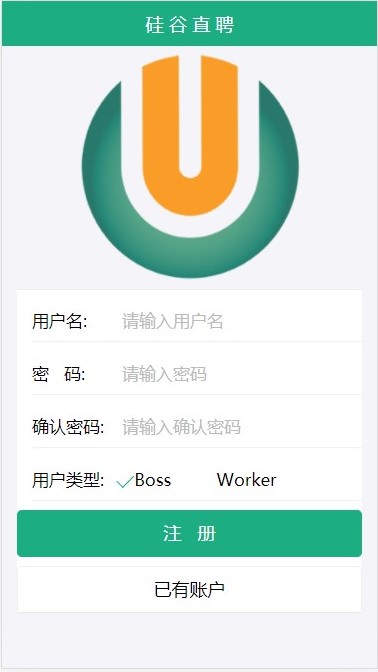 硅谷直聘
用户名: 请输入用户名
密 码: 请输入密码
确认密码: 请输入确认密码
用户类型: Boss Worker
注 册
已有账户